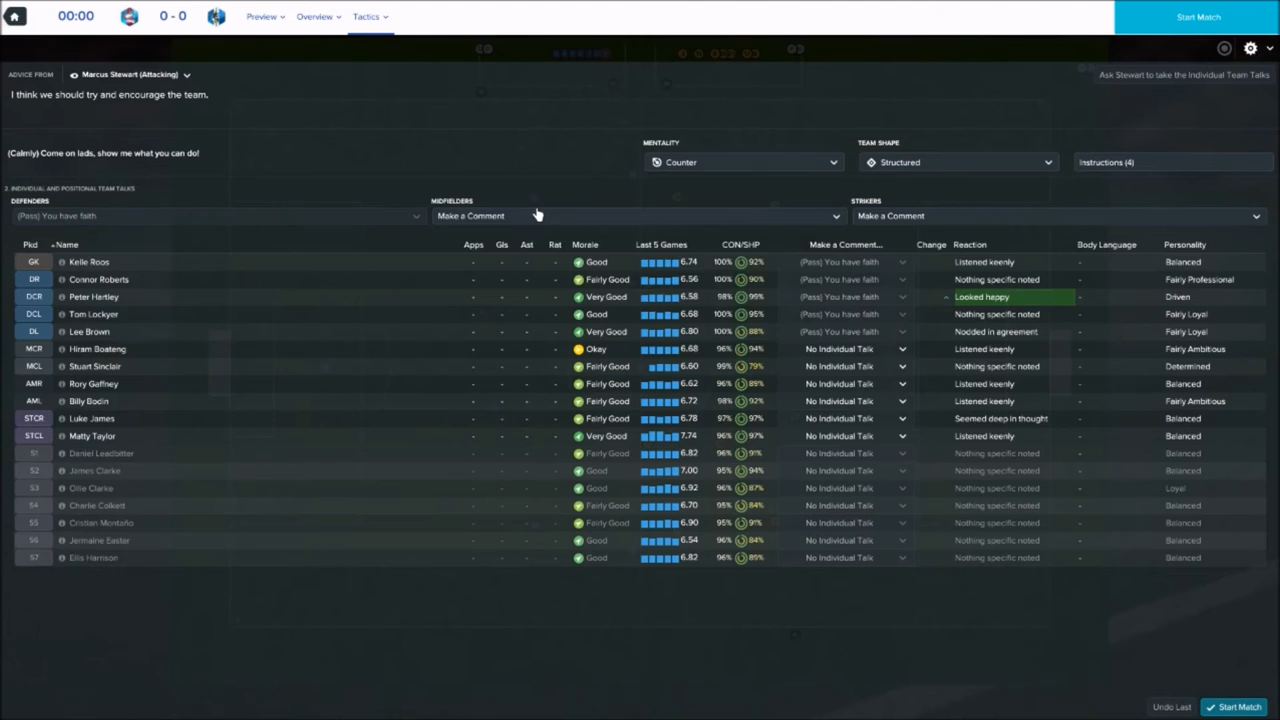 00:00 0 - 0 Preview Overview Tactics Start Match
ADVICE FROM Marcus Stewart (Attacking) Ask Stewart to take the Individual Team Talks
I think we should try and encourage the team.
MENTALITY TEAM SHAPE
(Calmly) Come on lads, show me what you can do! Counter Structured Instructions (4)
2. INDIVIDUAL AND POSITIONAL TEAM TALKS
DEFENDERS MIDFIELDERS STRIKERS
(Pass) You have faith Make a Comment Make a Comment
Pkd Name Apps Gls Ast Rat Morale Last 5 Games CON/SHP Make a Comment... Change Reaction Body Language Personality
GK Kelle Roos - - - - Good 6.74 100% 92% (Pass) You have faith Listened keenly - Balanced
DR Connor Roberts - - - - Fairly Good 6.56 100% 90% (Pass) You have faith Nothing specific noted - Fairly Professional
DCR Peter Hartley - - - - Very Good 6.58 98% 99% (Pass) You have faith Looked happy - Driven
DCL Tom Lockyer - - - - Good 6.68 100% 95% (Pass) You have faith Nothing specific noted - Fairly Loyal
DL Lee Brown - - - - Very Good 6.80 100% 88% (Pass) You have faith Nodded in agreement - Fairly Loyal
MCR Hiram Boateng - - - - Okay 6.68 96% 94% No Individual Talk Listened keenly - Fairly Ambitious
MCL Stuart Sinclair - - - - Fairly Good 6.60 99% 79% No Individual Talk Nothing specific noted - Determined
AMR Rory Gaffney - - - - Fairly Good 6.62 96% 89% No Individual Talk Listened keenly - Balanced
AML Billy Bodin - - - - Fairly Good 6.72 98% 92% No Individual Talk Listened keenly - Fairly Ambitious
STCR Luke James - - - - Fairly Good 6.78 97% 97% No Individual Talk Seemed deep in thought - Balanced
STCL Matty Taylor - - - - Very Good 7.74 96% 97% No Individual Talk Listened keenly - Balanced
S1 Daniel Leadbitter - - - - Fairly Good 6.82 96% 91% No Individual Talk Nothing specific noted - Balanced
S2 James Clarke - - - - Good 7.00 95% 94% No Individual Talk Nothing specific noted - Balanced
S3 Ollie Clarke - - - - Good 6.92 96% 87% No Individual Talk Nothing specific noted - Loyal
S4 Charlie Colkett - - - - Fairly Good 6.70 95% 84% No Individual Talk Nothing specific noted - Balanced
S5 Cristian Montaño - - - - Fairly Good 6.90 95% 91% No Individual Talk Nothing specific noted - Balanced
S6 Jermaine Easter - - - - Good 6.54 96% 84% No Individual Talk Nothing specific noted - Balanced
S7 Ellis Harrison - - - - Good 6.82 96% 89% No Individual Talk Nothing specific noted - Balanced
Undo Last Start Match